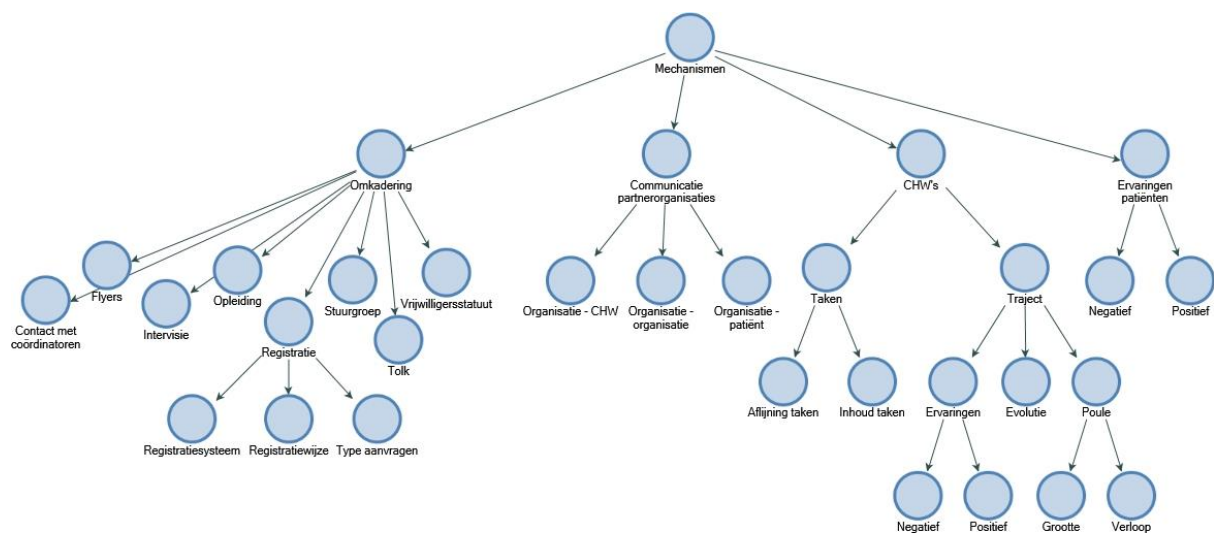 Mechanismen
Omkadering
Communicatie
partnerorganisaties
CHW's
Ervaringen
patiënten
Flyers
Contact met
coördinatoren
Intervisie
Opleiding
Registratie
Stuurgroep
Tolk
Vrijwilligersstatuut
Organisatie - CHW
Organisatie -
organisatie
Organisatie -
patiënt
Taken
Traject
Negatief
Positief
Registratiesysteem
Registratiewijze
Type aanvragen
Aflijning taken
Inhoud taken
Ervaringen
Evolutie
Poule
Negatief
Positief
Grootte
Verloop